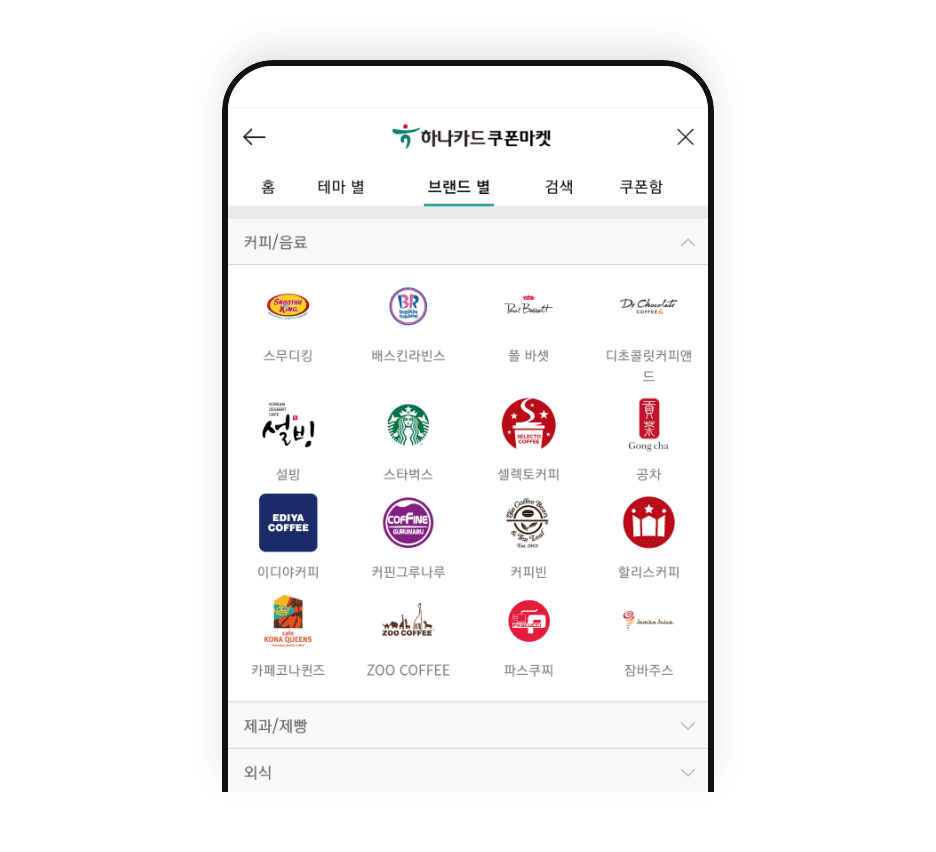 하나카드 쿠폰마켓
홈 테마 별 브랜드 별 검색 쿠폰함
커피/음료
SMOOTHIE KING
BR baskin robbins
Paul Bassett
De Chocolate COFFEE&
스무디킹 배스킨라빈스 폴 바셋 디초콜릿커피앤
드
KOREAN
DESSERT
CAFE
설빙
SELECTO
COFFEE
貢茶
Gong cha
설빙 스타벅스 셀렉토커피 공차
EDIYA
COFFEE
COFFINE
GURUNARU
The Coffee Bean
& Tea Leaf
Est. 1963
이디야커피 커핀그루나루 커피빈 할리스커피
cafe
KONA QUEENS
ZOO COFFEE
PASCUCCI
Jamba Juice
카페코나퀸즈 ZOO COFFEE 파스쿠찌 잠바주스
제과/제빵
외식